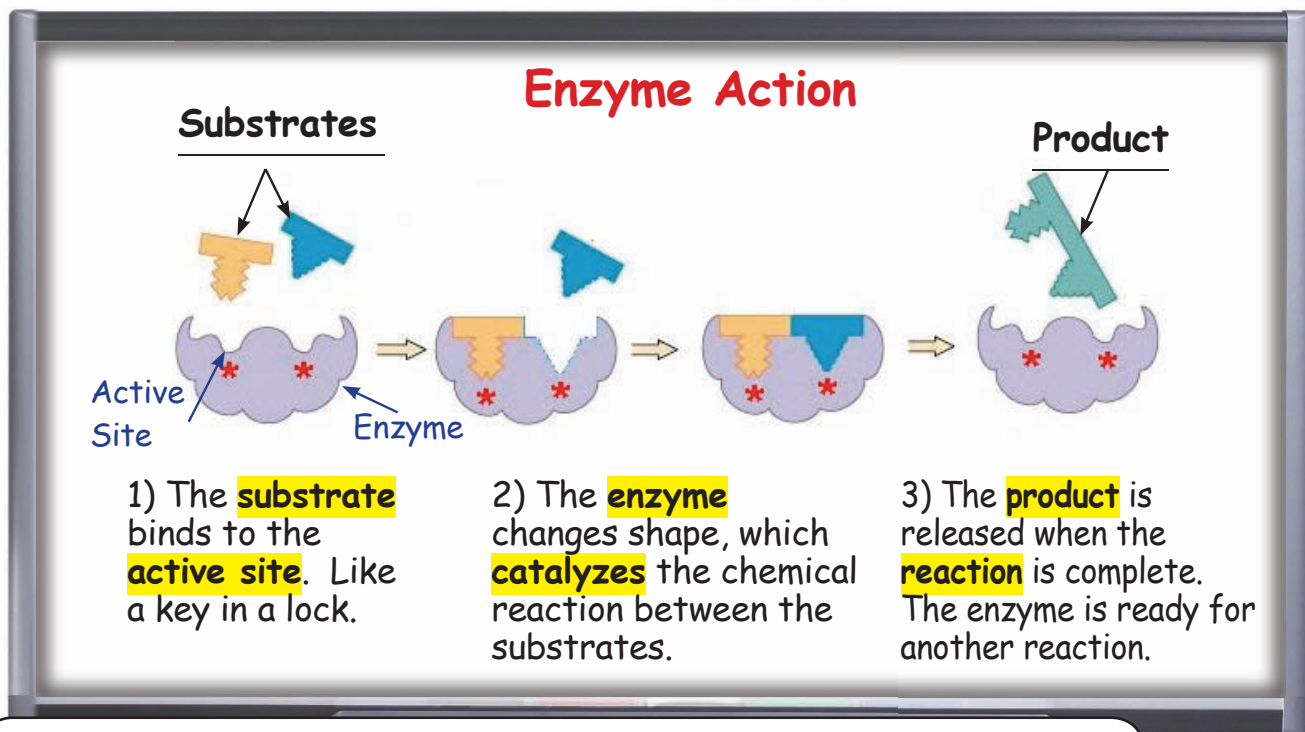 Enzyme Action
Substrates
Product
Active
Site
Enzyme
1) The substrate
binds to the
active site. Like
a key in a lock.
2) The enzyme
changes shape, which
catalyzes the chemical
reaction between the
substrates.
3) The product is
released when the
reaction is complete.
The enzyme is ready for
another reaction.